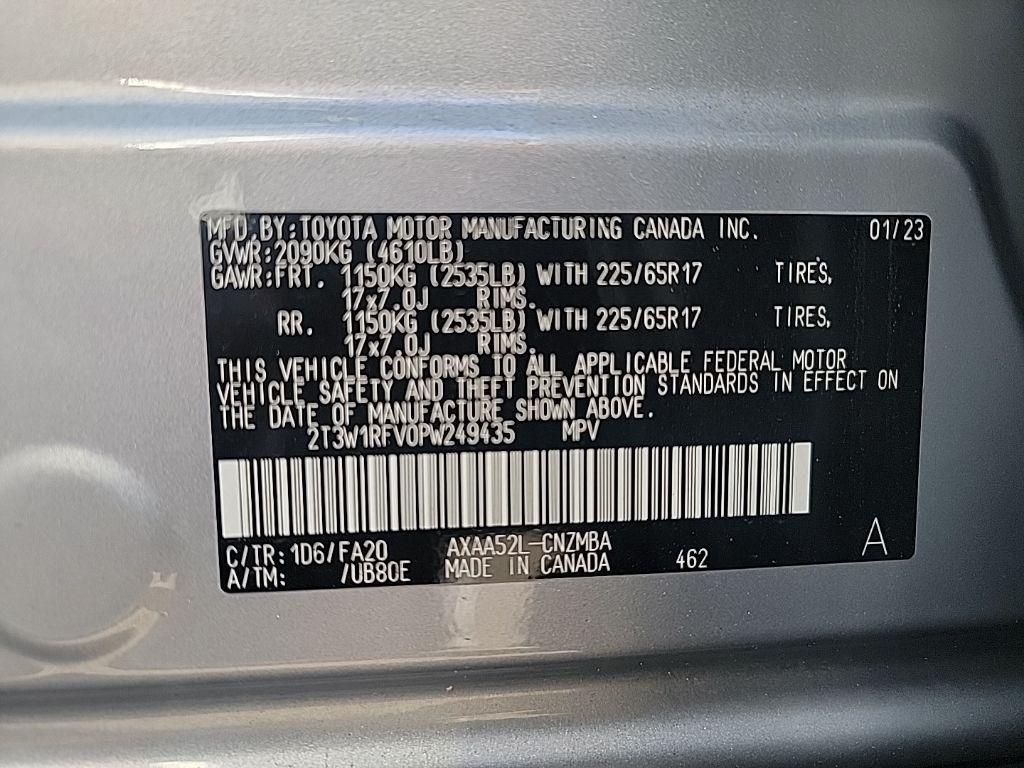 MFD.BY:TOYOTA MOTOR MANUFACTURING CANADA INC. 01/23
GVWR:2090KG (4610LB)
GAWR:FRT. 1150KG (2535LB) WITH 225/65R17 TIRES,
17x7.0J RIMS.
RR. 1150KG (2535LB) WITH 225/65R17 TIRES,
17x7.0J RIMS.
THIS VEHICLE CONFORMS TO ALL APPLICABLE FEDERAL MOTOR
VEHICLE SAFETY AND THEFT PREVENTION STANDARDS IN EFFECT ON
THE DATE OF MANUFACTURE SHOWN ABOVE.
2T3W1RFV0PW249435 MPV
C/TR: 1D6/FA20 AXAA52L-CNZMBA
A/TM: /UB80E MADE IN CANADA 462 A